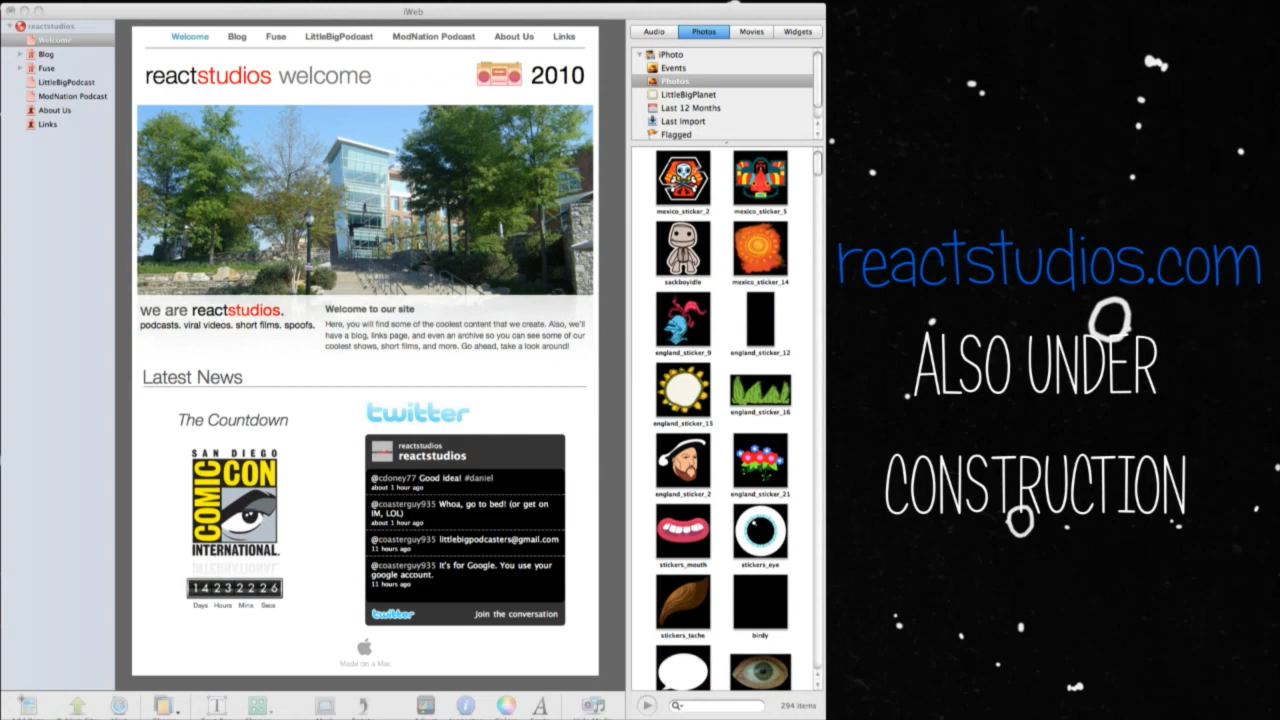 iWeb
reactstudios
Welcome
Blog
Fuse
LittleBigPodcast
ModNation Podcast
About Us
Links
Welcome Blog Fuse LittleBigPodcast ModNation Podcast About Us Links
reactstudios welcome
2010
we are reactstudios.
podcasts. viral videos. short films. spoofs.
Welcome to our site
Here, you will find some of the coolest content that we create. Also, we'll
have a blog, links page, and even an archive so you can see some of our
coolest shows, short films, and more. Go ahead, take a look around!
Latest News
The Countdown
SAN DIEGO
COMIC CON
INTERNATIONAL.
14 23 22 26
Days Hours Mins Secs
twitter
reactstudios
reactstudios
@cdoney77 Good idea! #daniel
about 1 hour ago
@coasterguy935 Whoa, go to bed! (or get on
IM, LOL)
about 1 hour ago
@coasterguy935 littlebigpodcasters@gmail.com
11 hours ago
@coasterguy935 It's for Google. You use your
google account.
11 hours ago
twitter Join the conversation
Made on a Mac
Audio Photos Movies Widgets
iPhoto
Events
Photos
LittleBigPlanet
Last 12 Months
Last Import
Flagged
mexico_sticker_2 mexico_sticker_5
sackboyidle mexico_sticker_14
england_sticker_9 england_sticker_12
england_sticker_15 england_sticker_16
england_sticker_2 england_sticker_21
stickers_mouth stickers_eye
stickers_tache birdy
294 items
reactstudios.com
ALSO UNDER
CONSTRUCTION